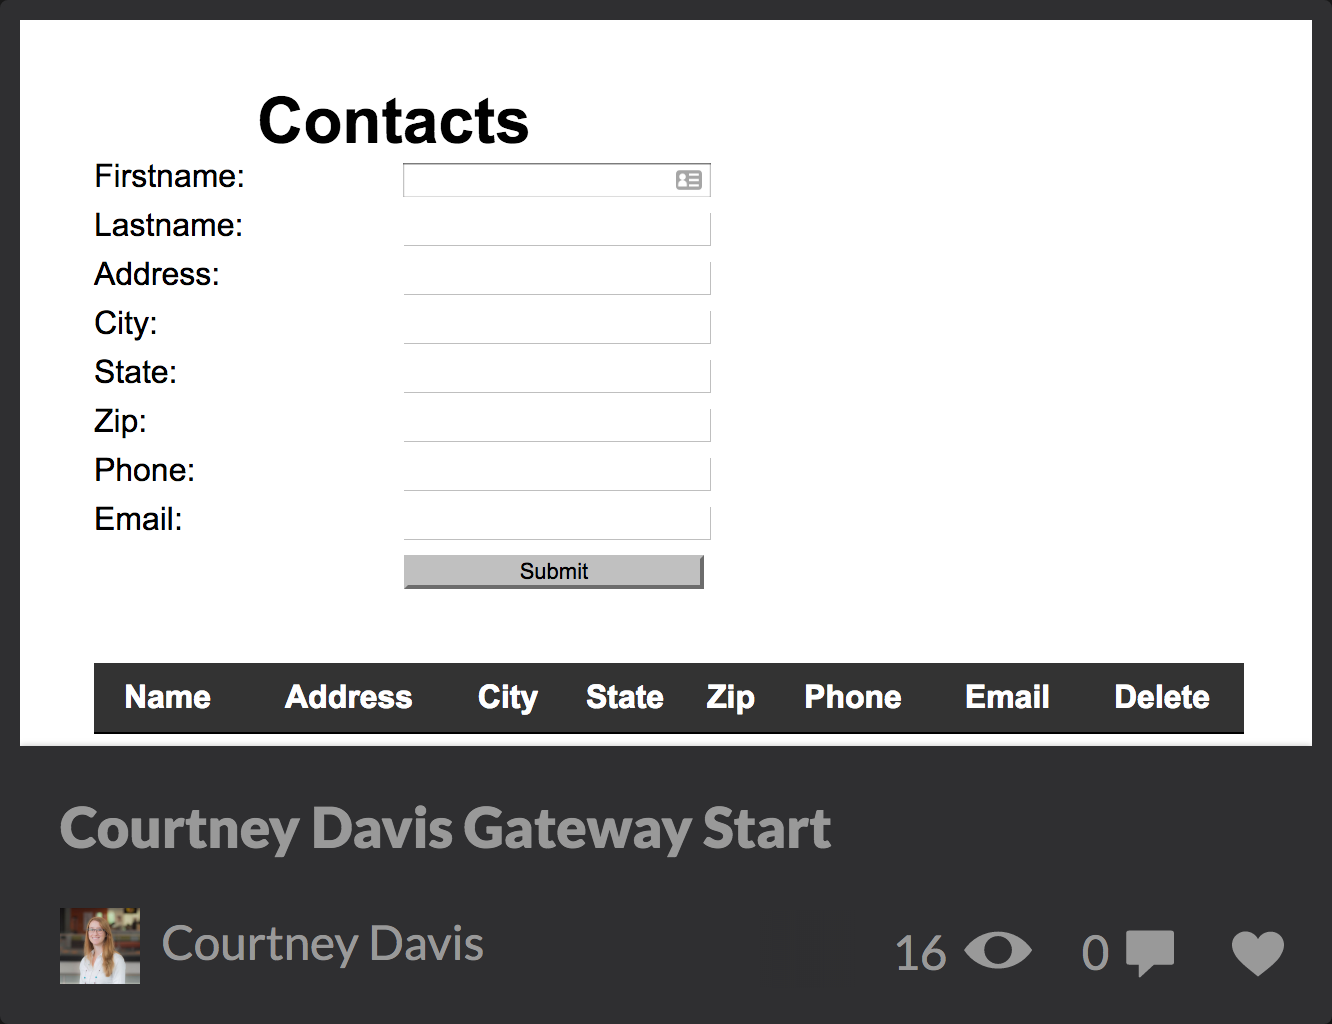 Contacts
Firstname:
Lastname:
Address:
City:
State:
Zip:
Phone:
Email:
Submit
Name Address City State Zip Phone Email Delete
Courtney Davis Gateway Start
Courtney Davis 16 0